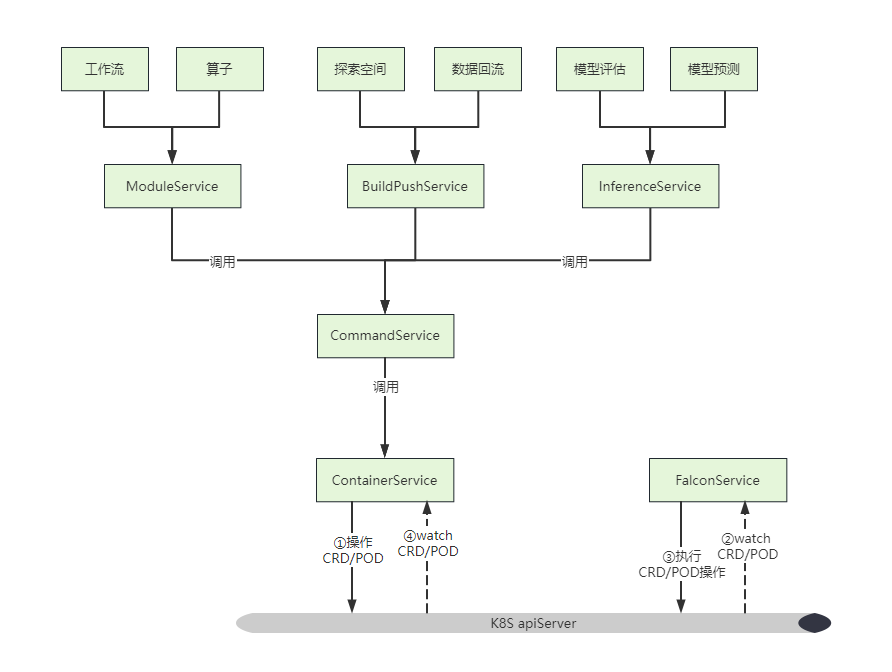 工作流
算子
探索空间
数据回流
模型评估
模型预测
ModuleService
BuildPushService
InferenceService
调用
调用
CommandService
调用
ContainerService
FalconService
①操作
CRD/POD
④watch
CRD/POD
③执行
CRD/POD操作
②watch
CRD/POD
K8S apiServer